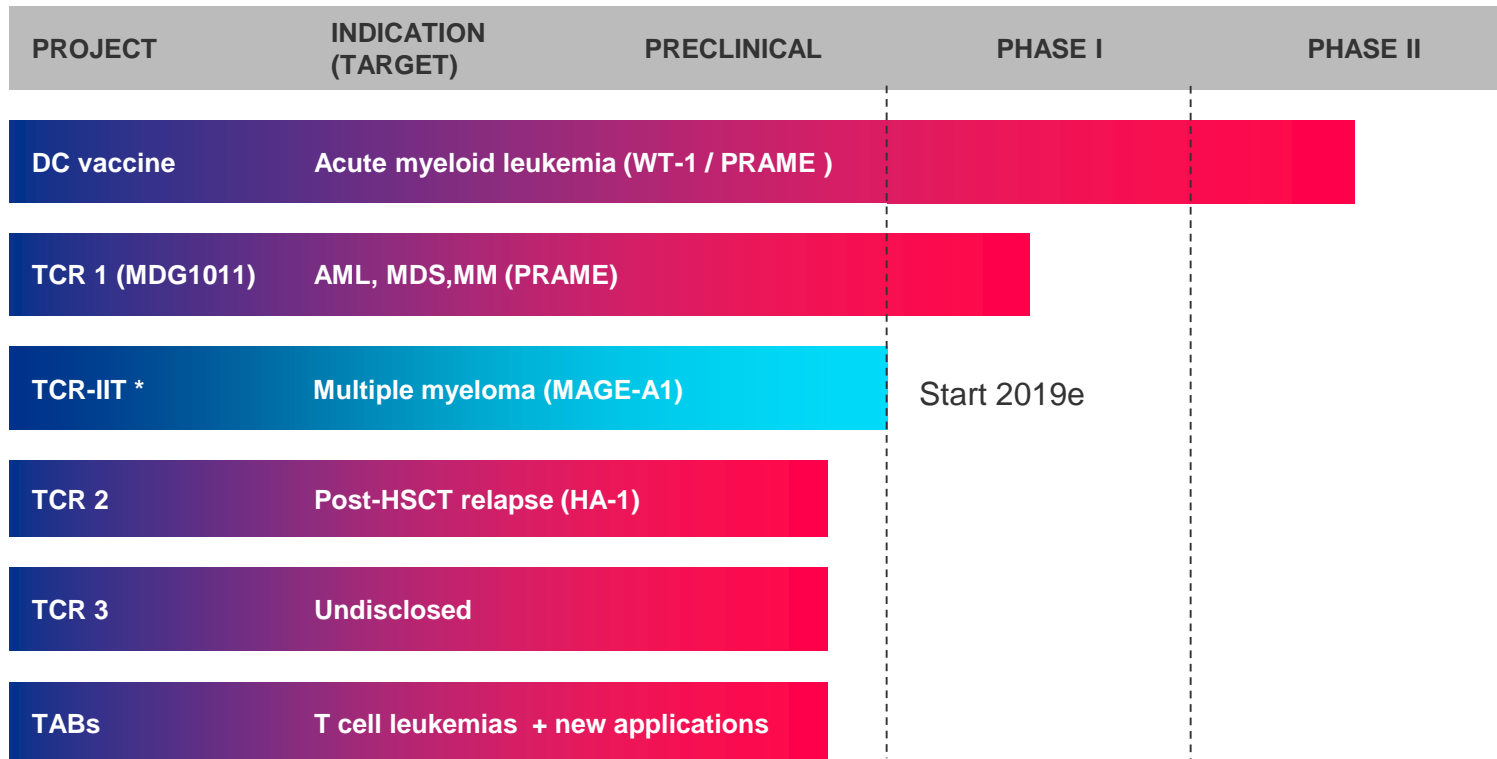 PROJECT
INDICATION
(TARGET)
PRECLINICAL
PHASE I
PHASE II
DC vaccine
Acute myeloid leukemia (WT-1 / PRAME )
TCR 1 (MDG1011)
AML, MDS,MM (PRAME)
TCR-IIT *
Multiple myeloma (MAGE-A1)
Start 2019e
TCR 2
Post-HSCT relapse (HA-1)
TCR 3
Undisclosed
TABs
T cell leukemias + new applications